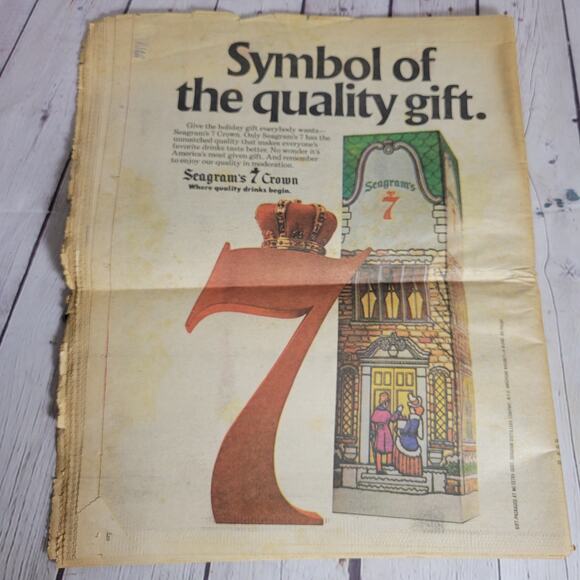 Symbol of
the quality gift.
Give the holiday gift everybody wants—
Seagram's 7 Crown. Only Seagram's 7 has the
unmatched quality that makes everyone's
favorite drinks taste better. No wonder it's
America's most given gift. And remember
to enjoy our quality in moderation.
Seagram's 7 Crown
Where quality drinks begin.
Seagram's
7
7